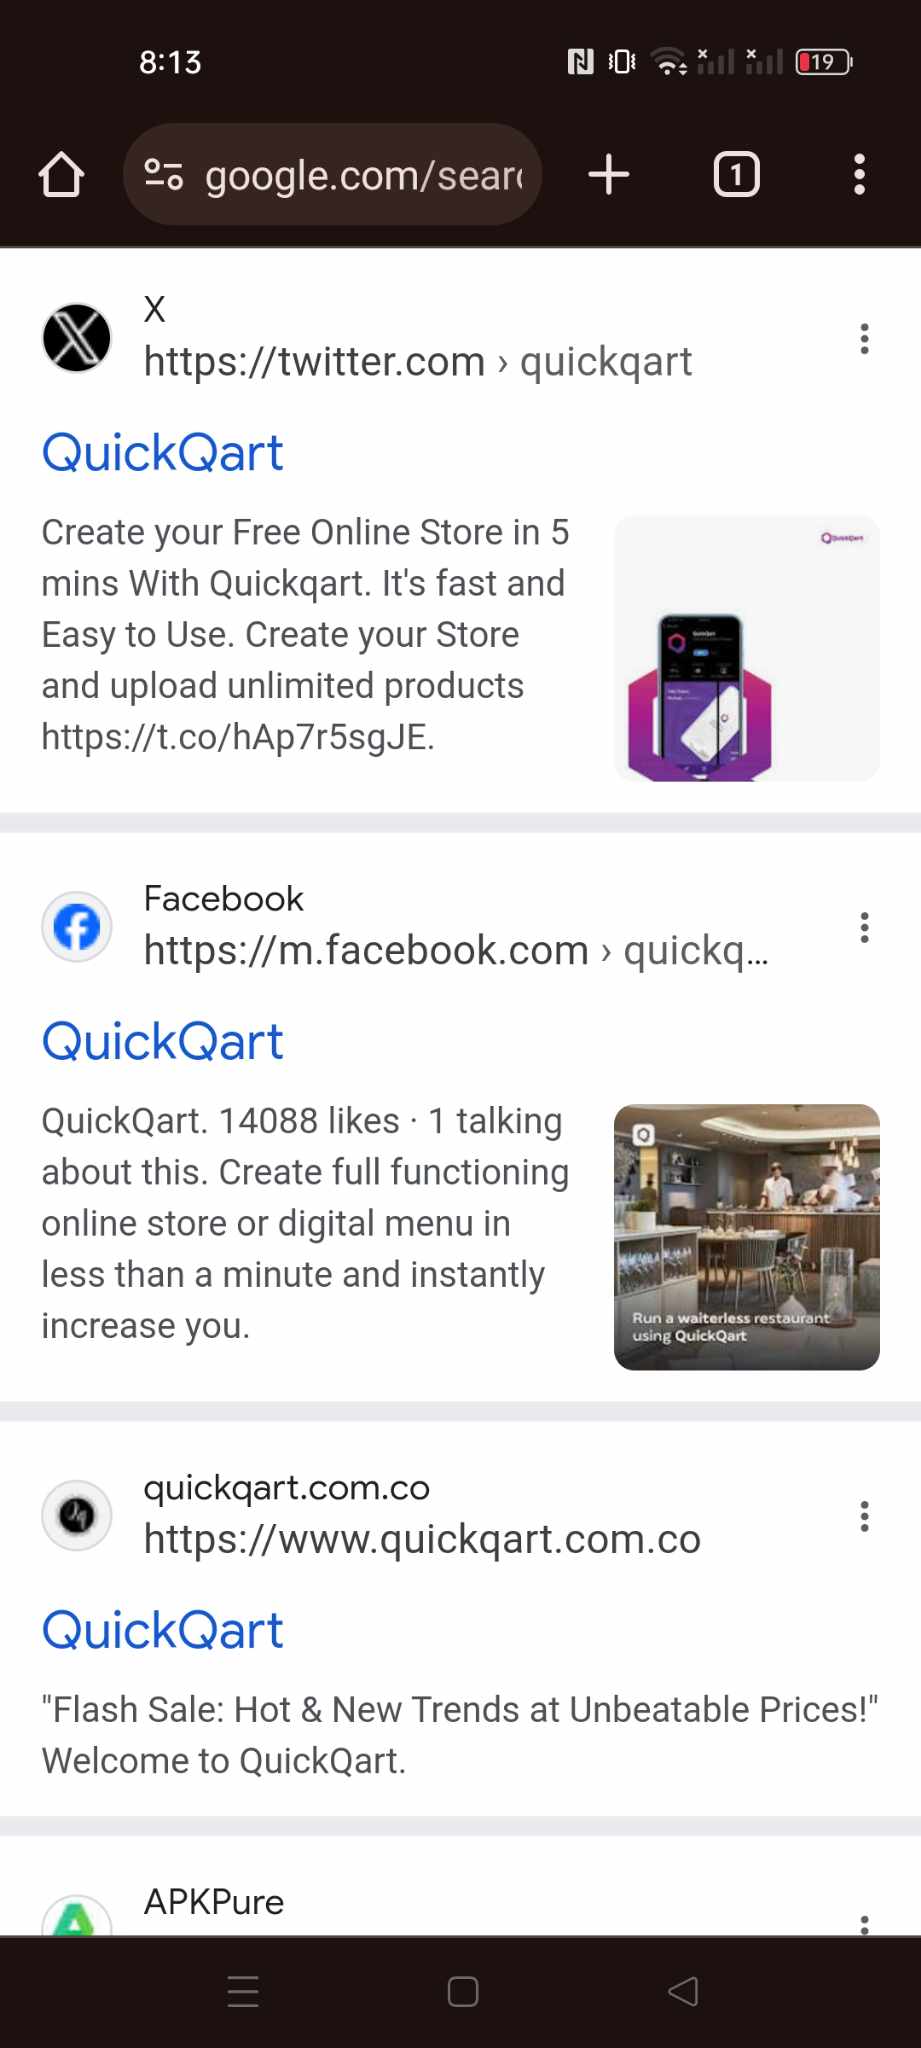 8:13
19
google.com/sear
1
X
https://twitter.com › quickqart
QuickQart
Create your Free Online Store in 5
mins With Quickqart. It's fast and
Easy to Use. Create your Store
and upload unlimited products
https://t.co/hAp7r5sgJE.
QuickQart
Facebook
https://m.facebook.com › quickq...
QuickQart
QuickQart. 14088 likes · 1 talking
about this. Create full functioning
online store or digital menu in
less than a minute and instantly
increase you.
Run a waiterless restaurant
using QuickQart
quickqart.com.co
https://www.quickqart.com.co
QuickQart
"Flash Sale: Hot & New Trends at Unbeatable Prices!"
Welcome to QuickQart.
APKPure